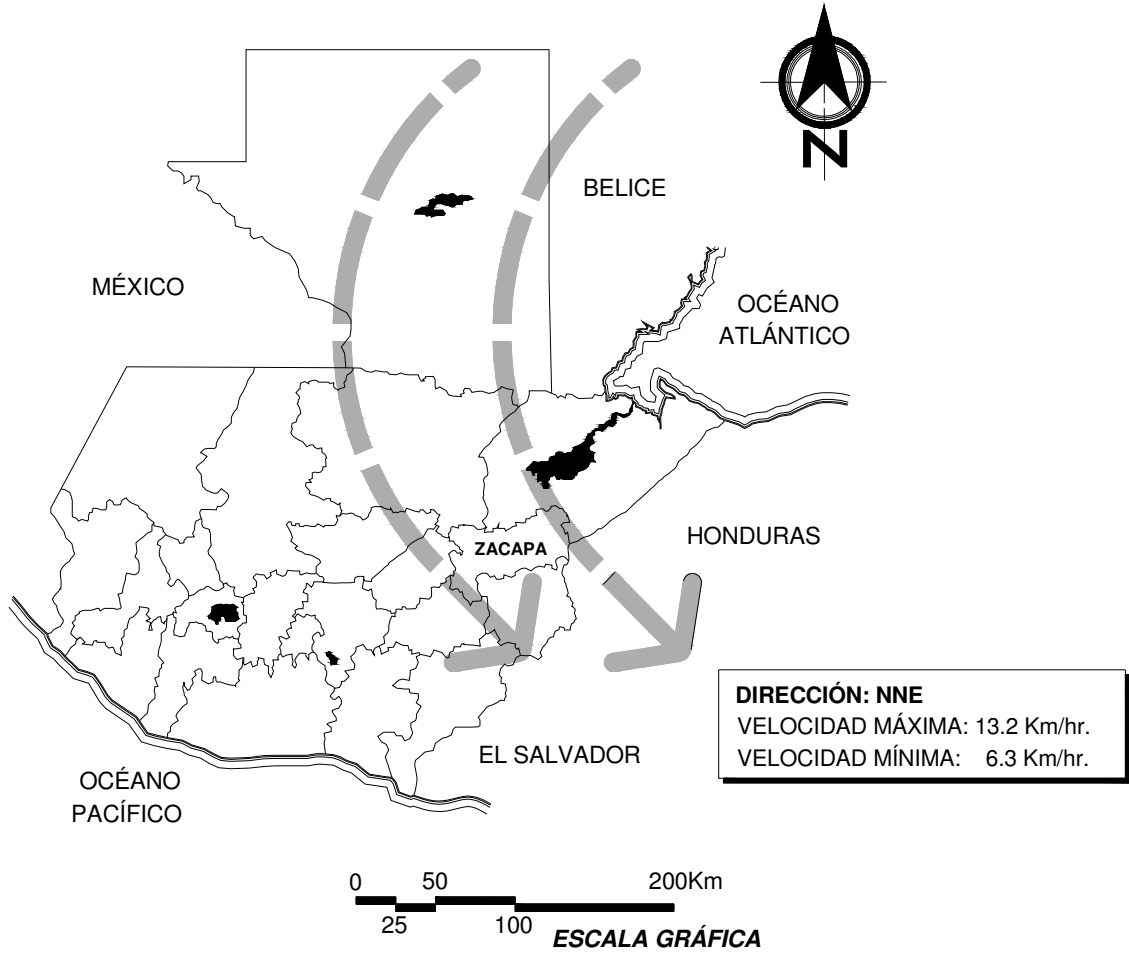 N
BELICE
MÉXICO
OCÉANO
ATLÁNTICO
HONDURAS
ZACAPA
DIRECCIÓN: NNE
VELOCIDAD MÁXIMA: 13.2 Km/hr.
VELOCIDAD MÍNIMA: 6.3 Km/hr.
EL SALVADOR
OCÉANO
PACÍFICO
0 50 200Km
25 100
ESCALA GRÁFICA